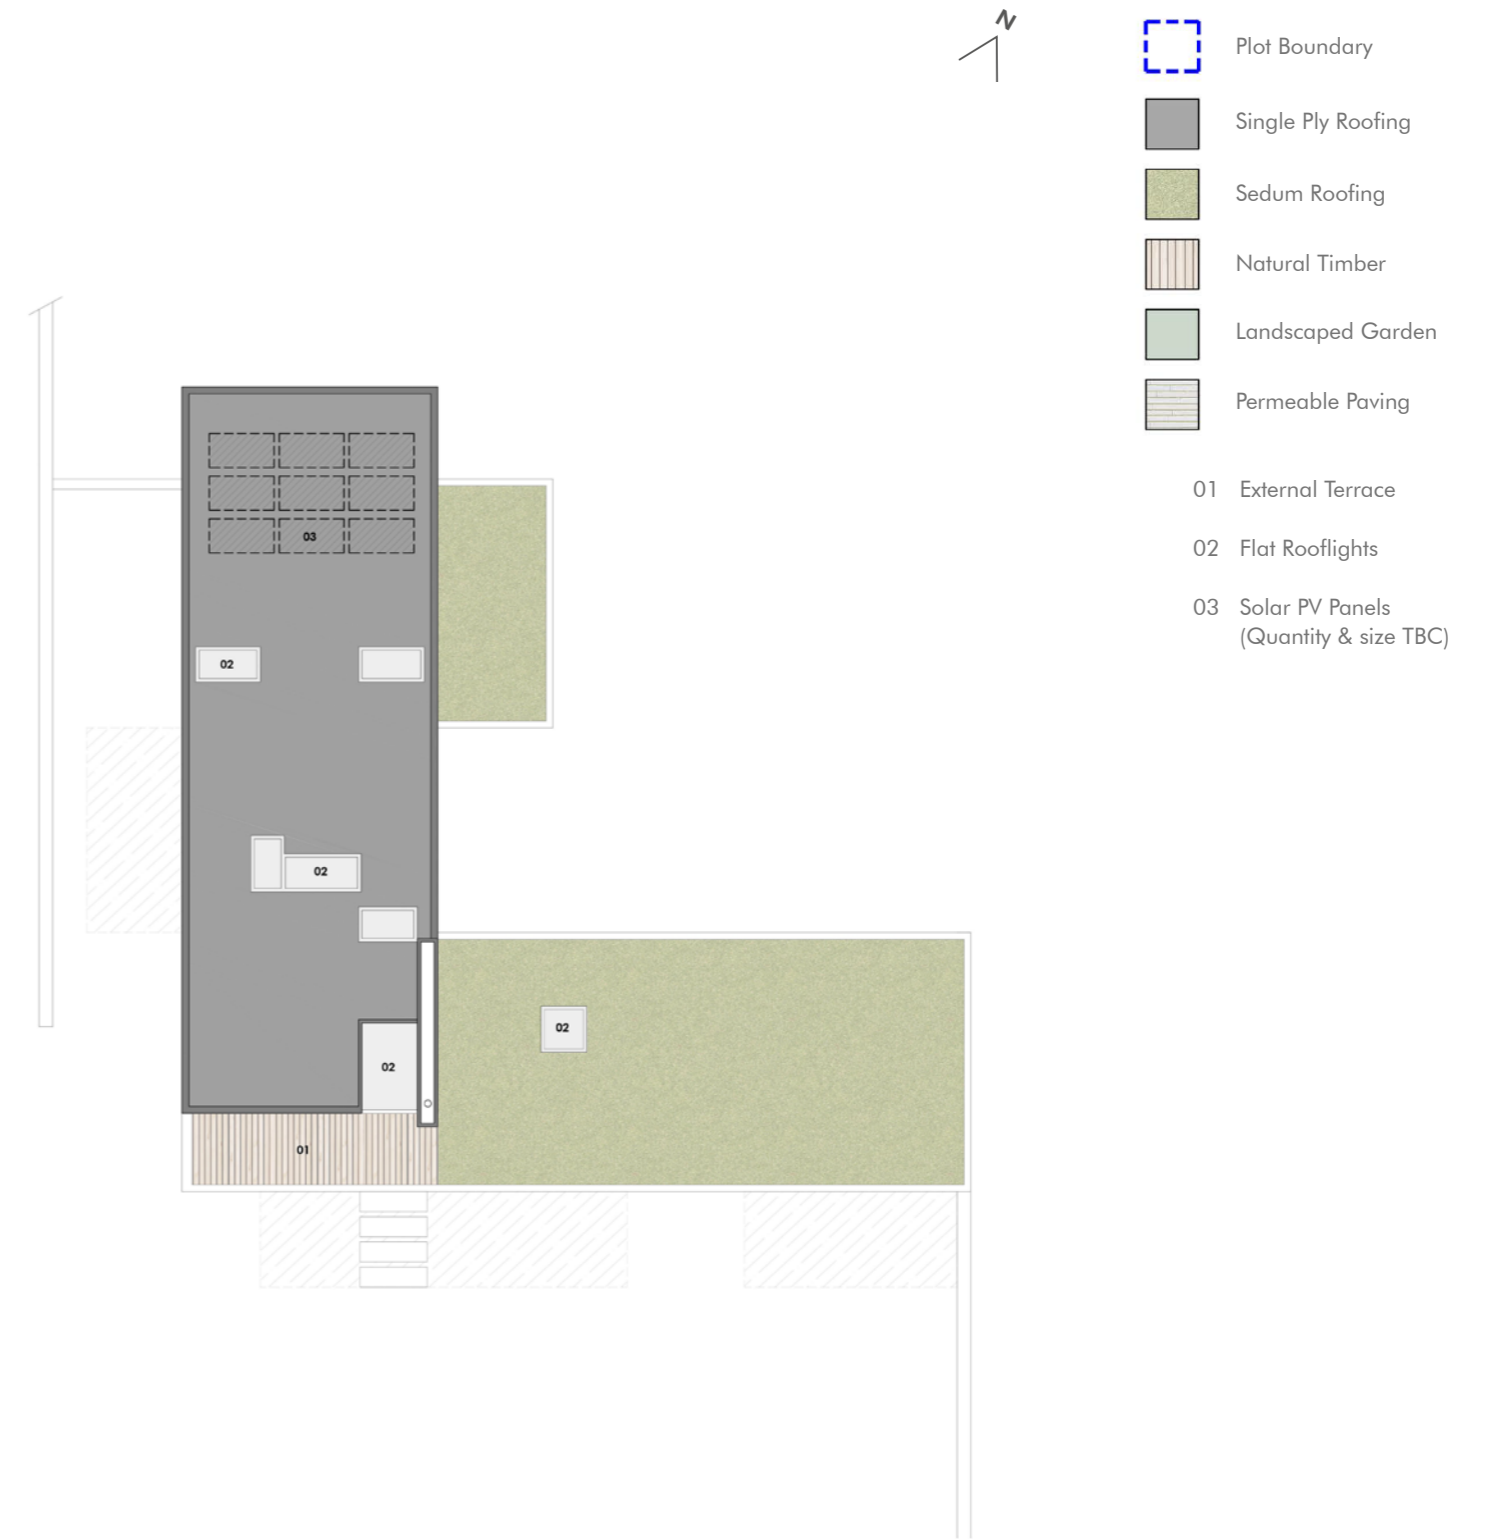 N
Plot Boundary
Single Ply Roofing
Sedum Roofing
Natural Timber
Landscaped Garden
Permeable Paving
01 External Terrace
02 Flat Rooflights
03 Solar PV Panels
(Quantity & size TBC)
03
02
02
02
02
01